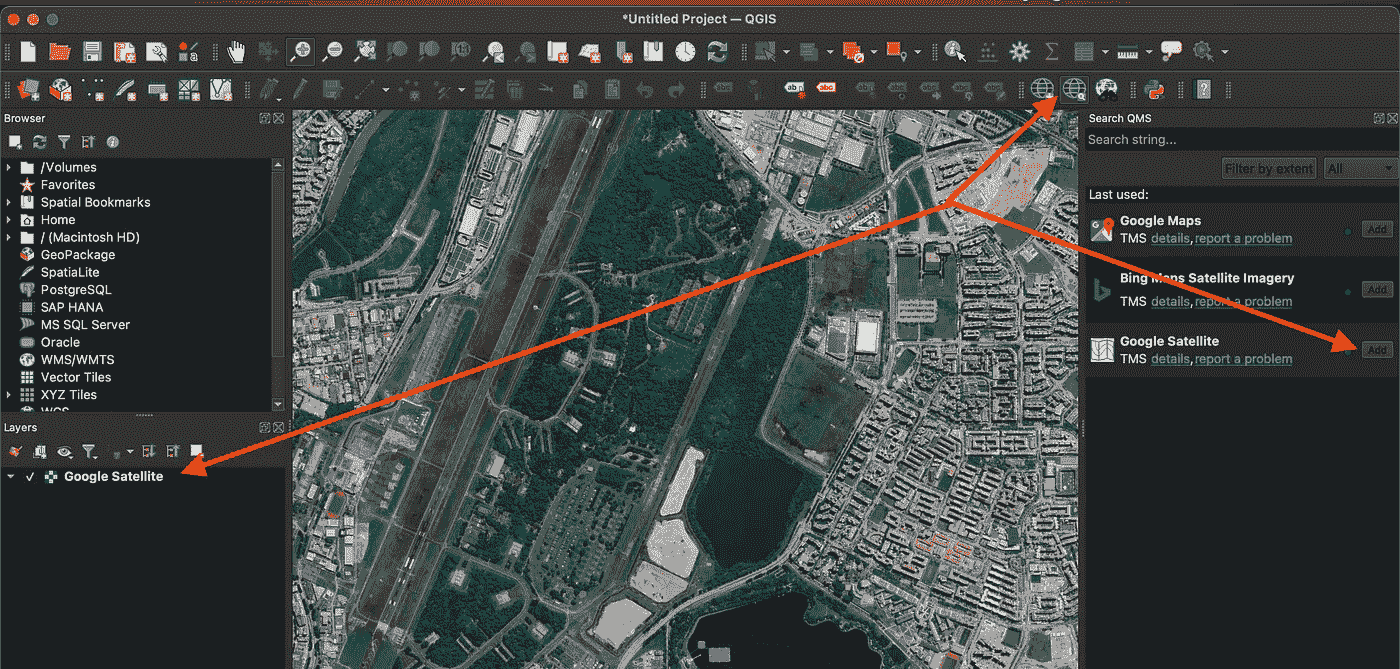 *Untitled Project — QGIS
abc
abc
Browser
/Volumes
Favorites
Spatial Bookmarks
Home
/ (Macintosh HD)
GeoPackage
SpatiaLite
PostgreSQL
SAP HANA
MS SQL Server
Oracle
WMS/WMTS
Vector Tiles
XYZ Tiles
WCS
Layers
Google Satellite
Search QMS
Search string...
Filter by extent All
Last used:
Google Maps
TMS details, report a problem Add
Bing Maps Satellite Imagery
TMS details, report a problem Add
Google Satellite
TMS details, report a problem Add